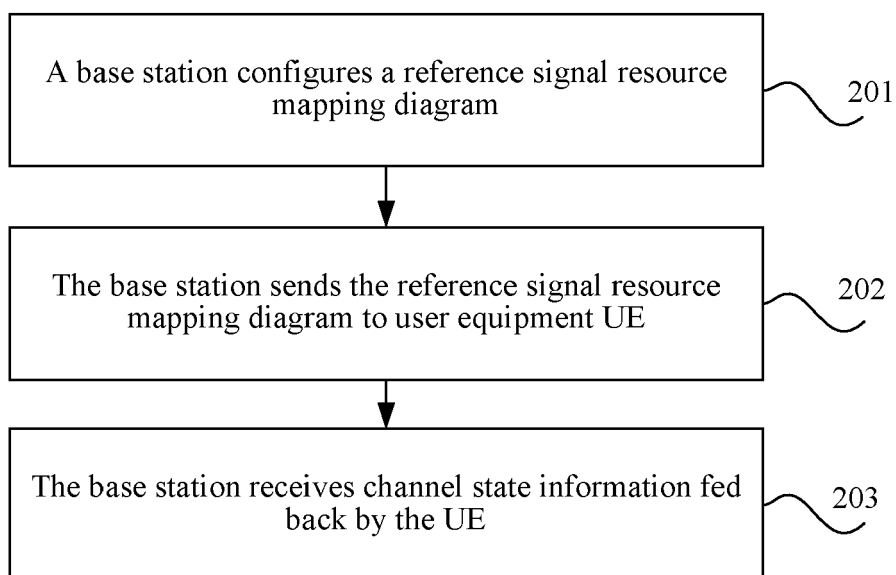 A base station configures a reference signal resource
mapping diagram
201
The base station sends the reference signal resource
mapping diagram to user equipment UE
202
The base station receives channel state information fed
back by the UE
203